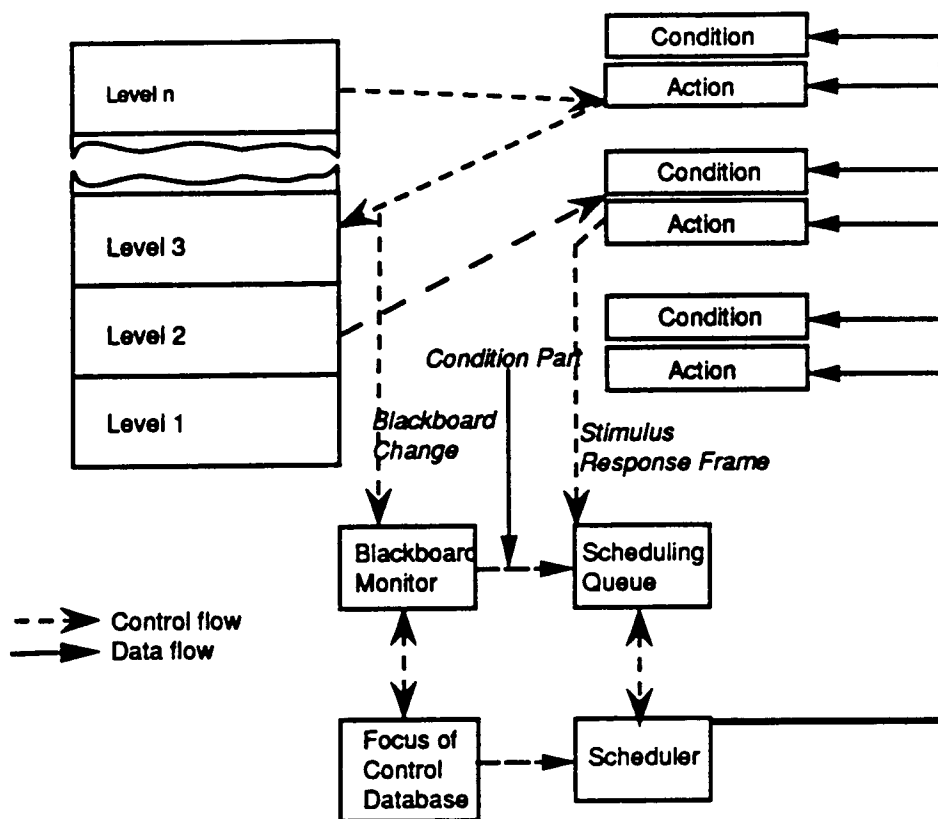 Condition
Level n
Action
Condition
Action
Level 3
Level 2
Condition
Condition Part
Action
Level 1
Blackboard
Change
Stimulus
Response Frame
Blackboard
Monitor
Scheduling
Queue
Control flow
Data flow
Focus of
Control
Database
Scheduler